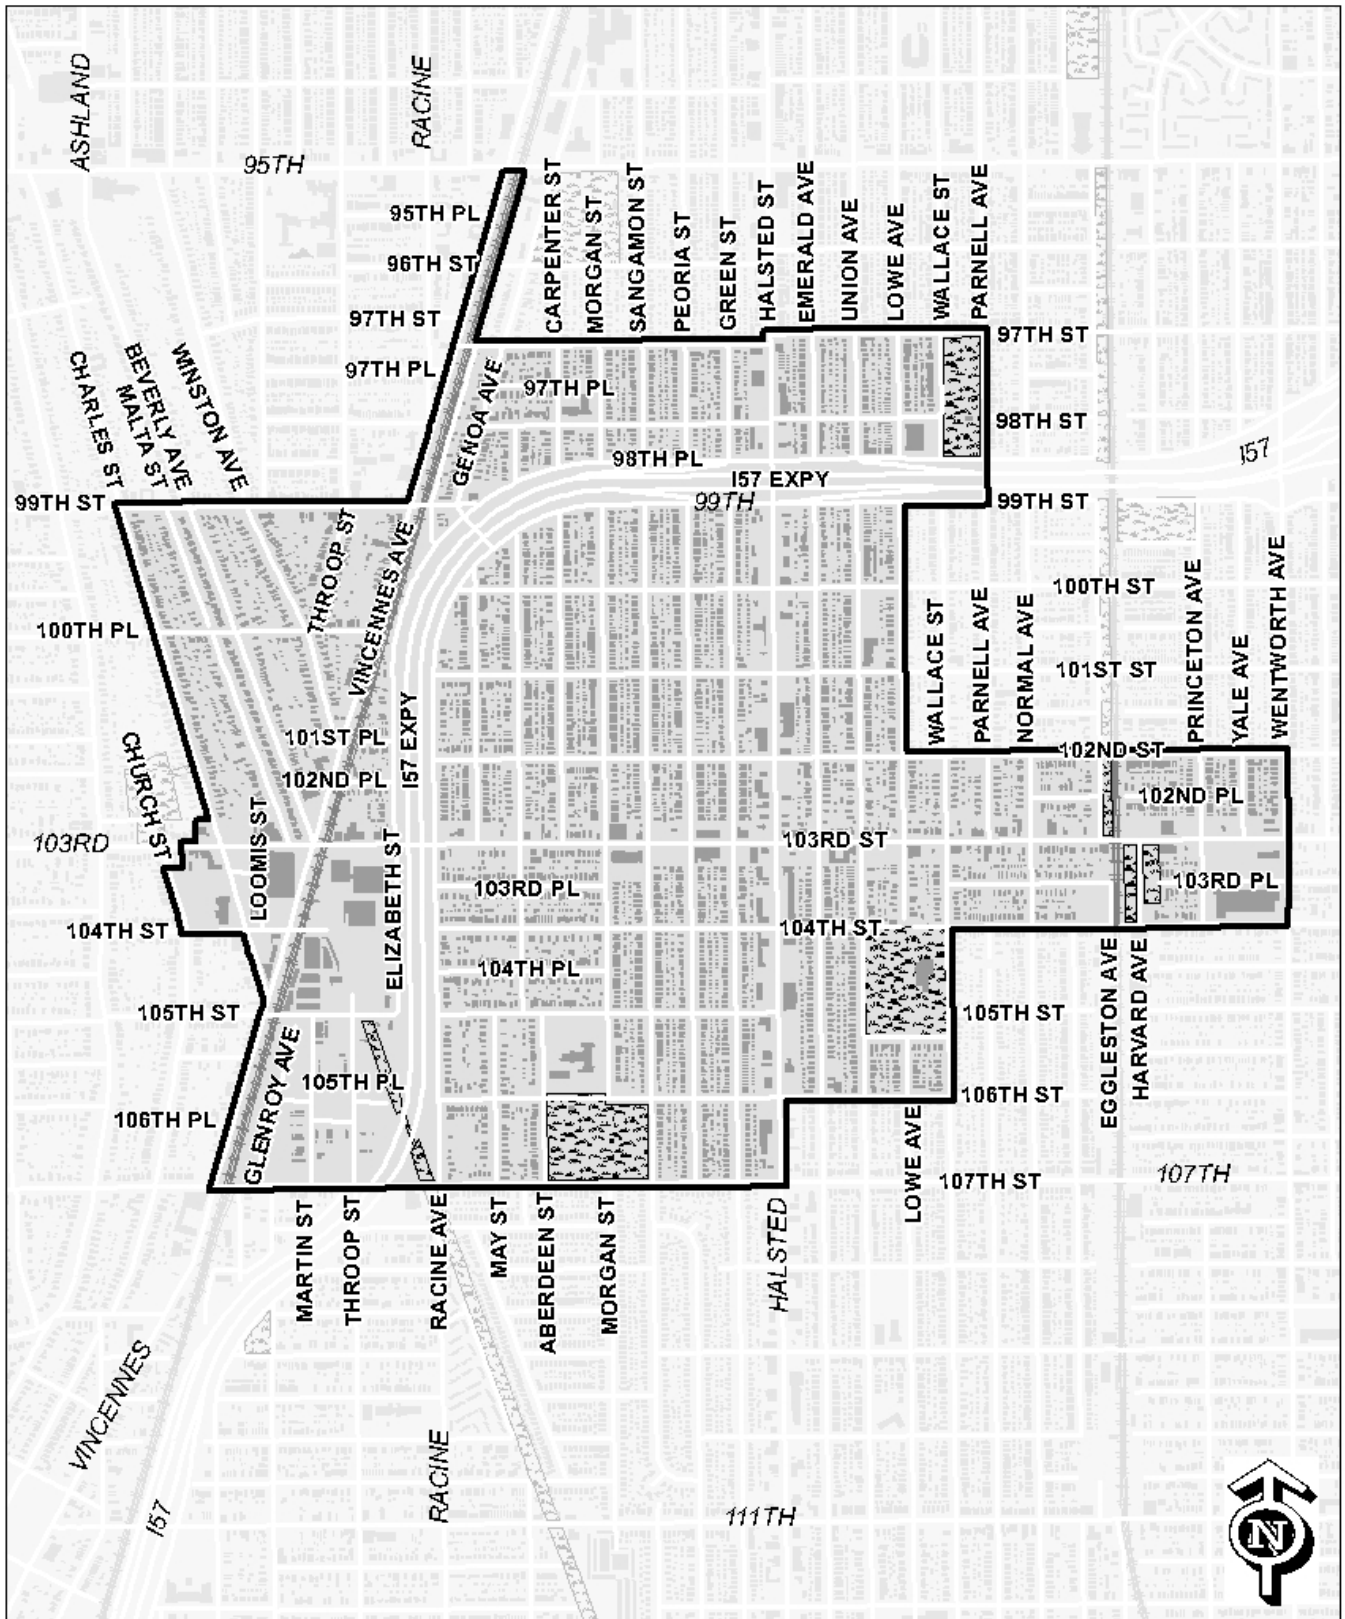 ASHLAND
RACINE
95TH
95TH PL
96TH ST
97TH ST
97TH PL
CARPENTER ST
MORGAN ST
SANGAMON ST
PEORIA ST
GREEN ST
HALSTED ST
EMERALD AVE
UNION AVE
LOWE AVE
WALLACE ST
PARNELL AVE
97TH ST
98TH ST
99TH ST
I57
CHARLES ST
BEVERLY AVE
MALTA ST
WINSTON AVE
GENOA AVE
97TH PL
98TH PL
I57 EXPY
99TH
99TH ST
THROOP ST
VINCENNES AVE
100TH PL
100TH ST
101ST ST
WALLACE ST
PARNELL AVE
NORMAL AVE
PRINCETON AVE
YALE AVE
WENTWORTH AVE
101ST PL
I57 EXPY
102ND ST
102ND PL
102ND PL
CHURCH ST
103RD
LOOMIS ST
ELIZABETH ST
103RD ST
103RD PL
103RD PL
104TH ST
104TH ST
104TH PL
EGGLESTON AVE
HARVARD AVE
105TH ST
105TH ST
GLENROY AVE
105TH PL
106TH PL
106TH ST
LOWE AVE
107TH ST
107TH
MARTIN ST
THROOP ST
RACINE AVE
MAY ST
ABERDEEN ST
MORGAN ST
HALSTED
VINCENNES
I57
RACINE
111TH
N